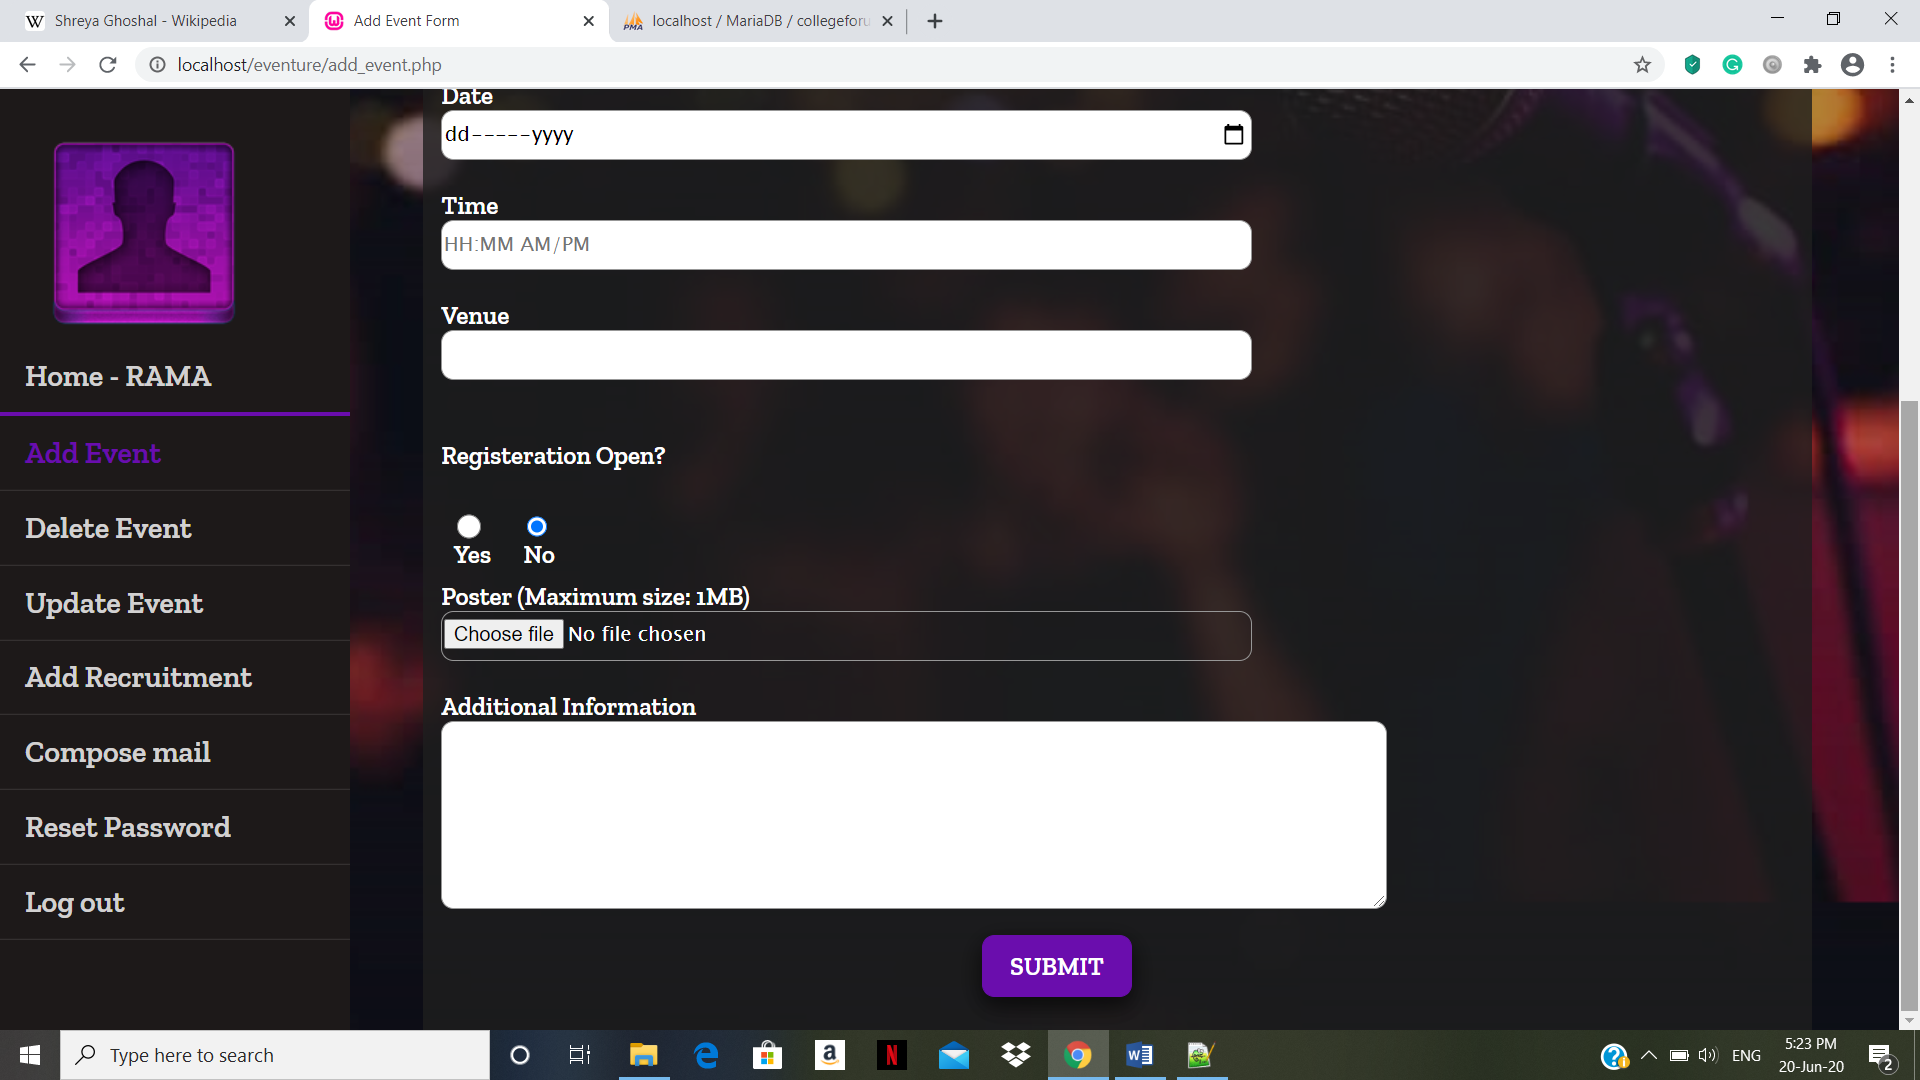 Shreya Ghoshal - Wikipedia
Add Event Form
localhost / MariaDB / collegeforu
localhost/eventure/add_event.php
Home - RAMA
Add Event
Delete Event
Update Event
Add Recruitment
Compose mail
Reset Password
Log out
Date
dd-----yyyy
Time
HH:MM AM/PM
Venue
Registeration Open?
Yes No
Poster (Maximum size: 1MB)
Choose file No file chosen
Additional Information
SUBMIT
Type here to search
ENG
5:23 PM
20-Jun-20
2